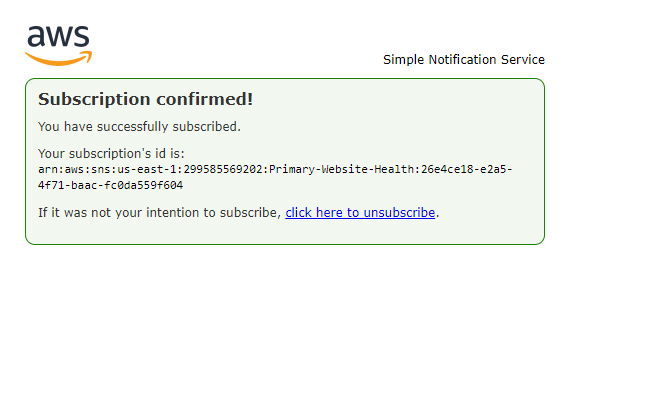 aws
Simple Notification Service
Subscription confirmed!
You have successfully subscribed.
Your subscription's id is:
arn:aws:sns:us-east-1:299585569202:Primary-Website-Health:26e4ce18-e2a5-
4f71-baac-fc0da559f604
If it was not your intention to subscribe, click here to unsubscribe.